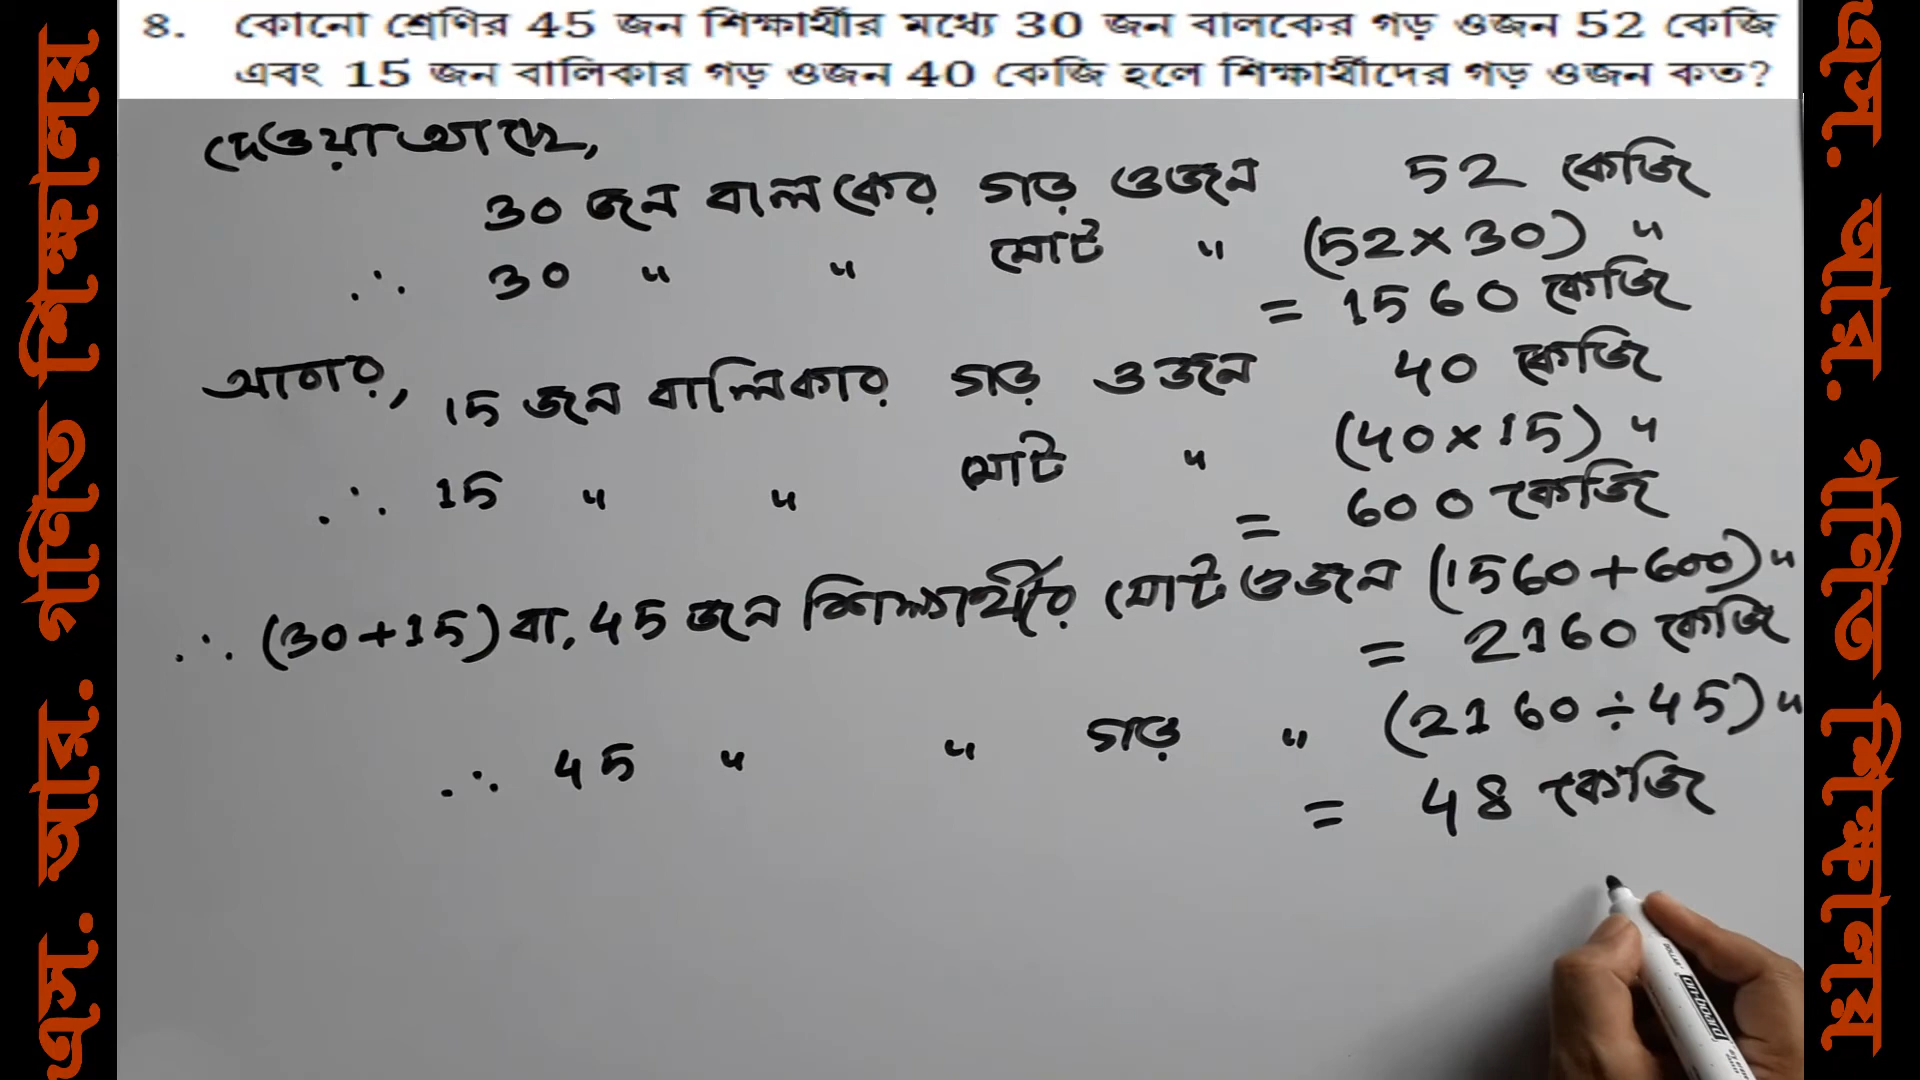 এস. আর. গণিত শিক্ষালয়
8. কোনো শ্রেণির 45 জন শিক্ষার্থীর মধ্যে 30 জন বালকের গড় ওজন 52 কেজি
এবং 15 জন বালিকার গড় ওজন 40 কেজি হলে শিক্ষার্থীদের গড় ওজন কত?
দেওয়া আছে,
30 জন বালকের গড় ওজন 52 কেজি
∴ 30 " " মোট " (52×30) "
= 1560 কেজি
আবার, 15 জন বালিকার গড় ওজন 40 কেজি
∴ 15 " " মোট " (40×15) "
= 600 কেজি
∴ (30+15) বা, 45 জন শিক্ষার্থীর মোট ওজন (1560+600) "
= 2160 কেজি
∴ 45 " " গড় " (2160÷45) "
= 48 কেজি
on-board
এস. আর. গণিত শিক্ষালয়